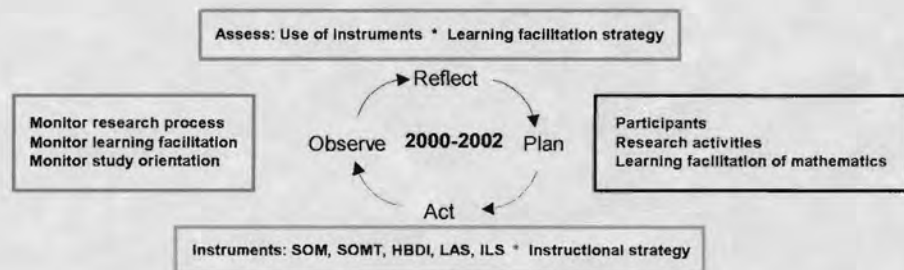 Assess: Use of instruments * Learning facilitation strategy
Reflect
Monitor research process
Monitor learning facilitation
Monitor study orientation
Observe 2000-2002 Plan
Participants
Research activities
Learning facilitation of mathematics
Act
Instruments: SOM, SOMT, HBDI, LAS, ILS * Instructional strategy